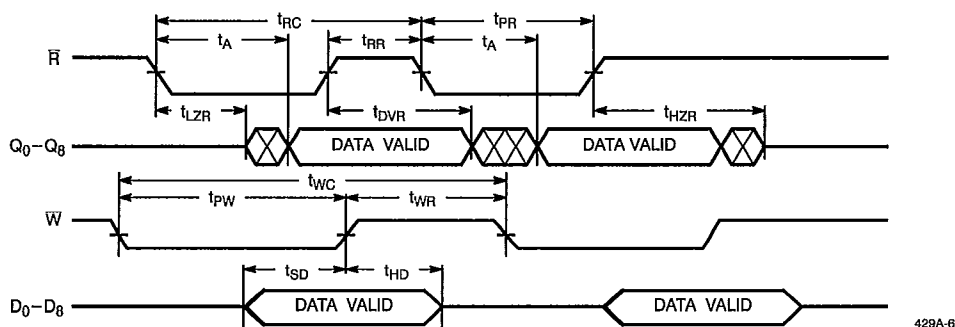 tRC tPR
tA tRR tA
R̅
tLZR tDVR tHZR
Q0–Q8 DATA VALID DATA VALID
tWC
tPW tWR
W̅
tSD tHD
D0–D8 DATA VALID DATA VALID
429A-6